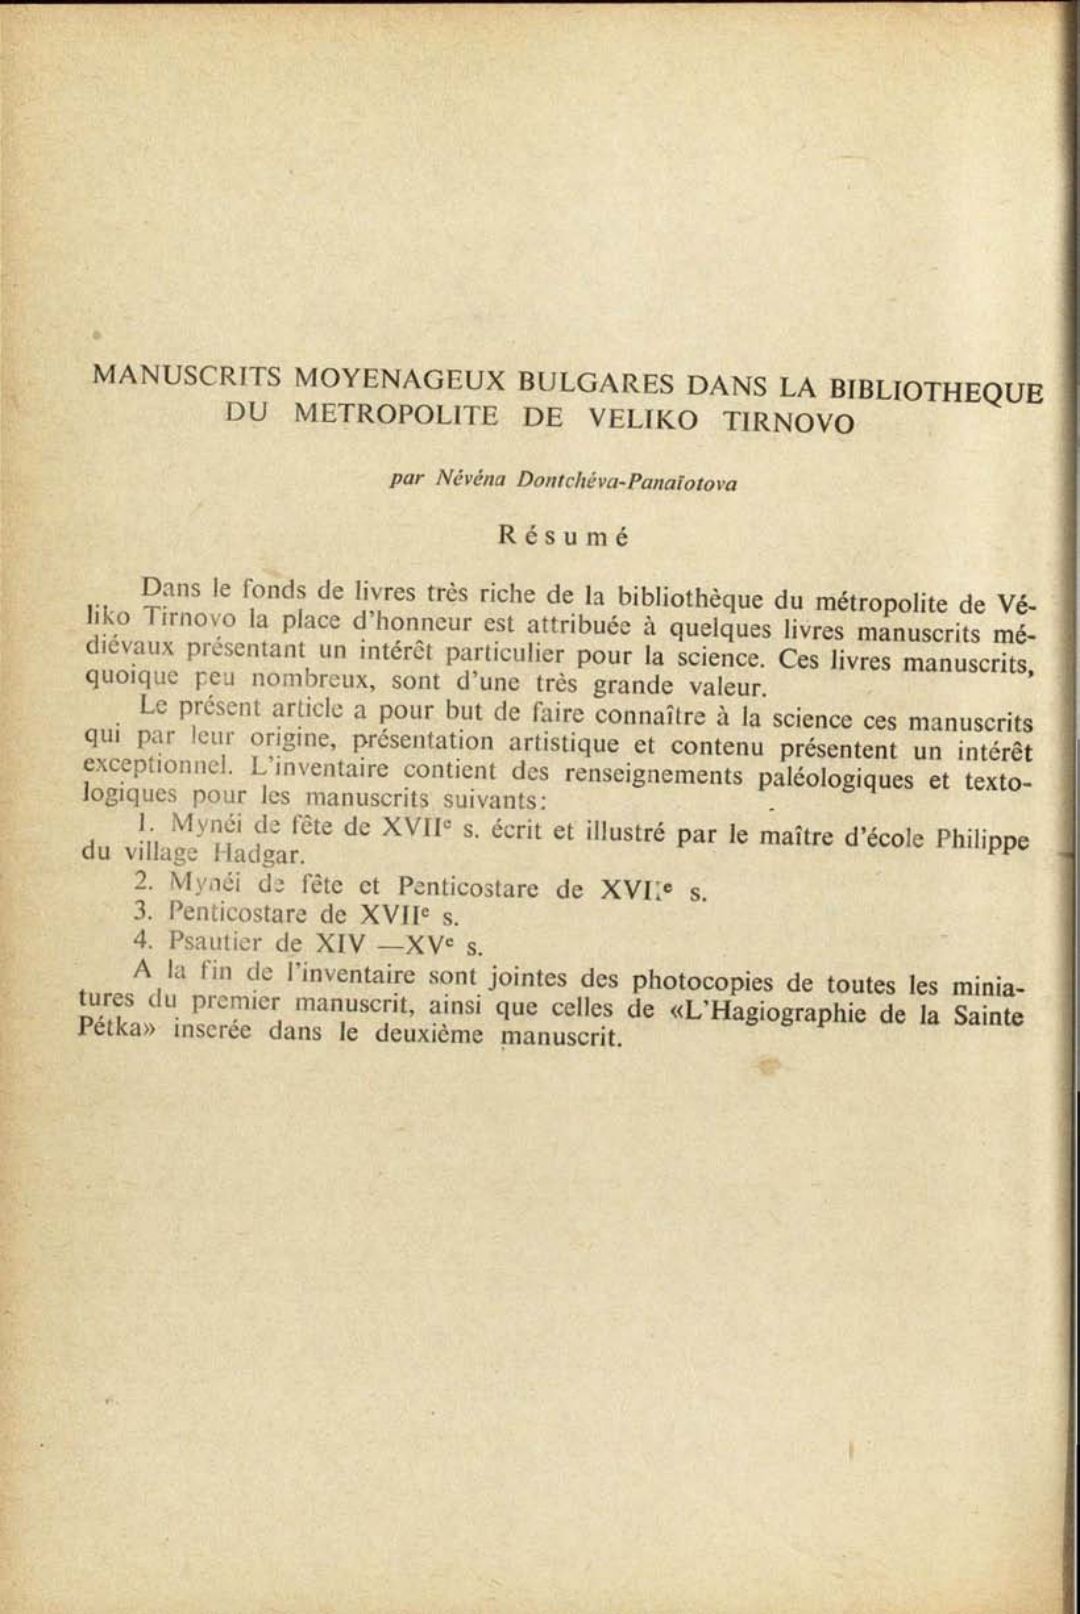 MANUSCRITS MOYENAGEUX BULGARES DANS LA BIBLIOTHEQUE
DU METROPOLITE DE VELIKO TIRNOVO
par Névéna Dontchéva-Panaïotova
Résumé
Dans le fonds de livres très riche de la bibliothèque du métropolite de Vé-
liko Tirnovo la place d'honneur est attribuée à quelques livres manuscrits mé-
diévaux présentant un intérêt particulier pour la science. Ces livres manuscrits,
quoique peu nombreux, sont d'une très grande valeur.
Le présent article a pour but de faire connaître à la science ces manuscrits
qui par leur origine, présentation artistique et contenu présentent un intérêt
exceptionnel. L'inventaire contient des renseignements paléologiques et texto-
logiques pour les manuscrits suivants:
1. Mynéi de fête de XVIIᵉ s. écrit et illustré par le maître d'école Philippe
du village Hadgar.
2. Mynéi de fête et Penticostare de XVIIᵉ s.
3. Penticostare de XVIIᵉ s.
4. Psautier de XIV —XVᵉ s.
A la fin de l'inventaire sont jointes des photocopies de toutes les minia-
tures du premier manuscrit, ainsi que celles de «L'Hagiographie de la Sainte
Pétka» inserée dans le deuxième manuscrit.